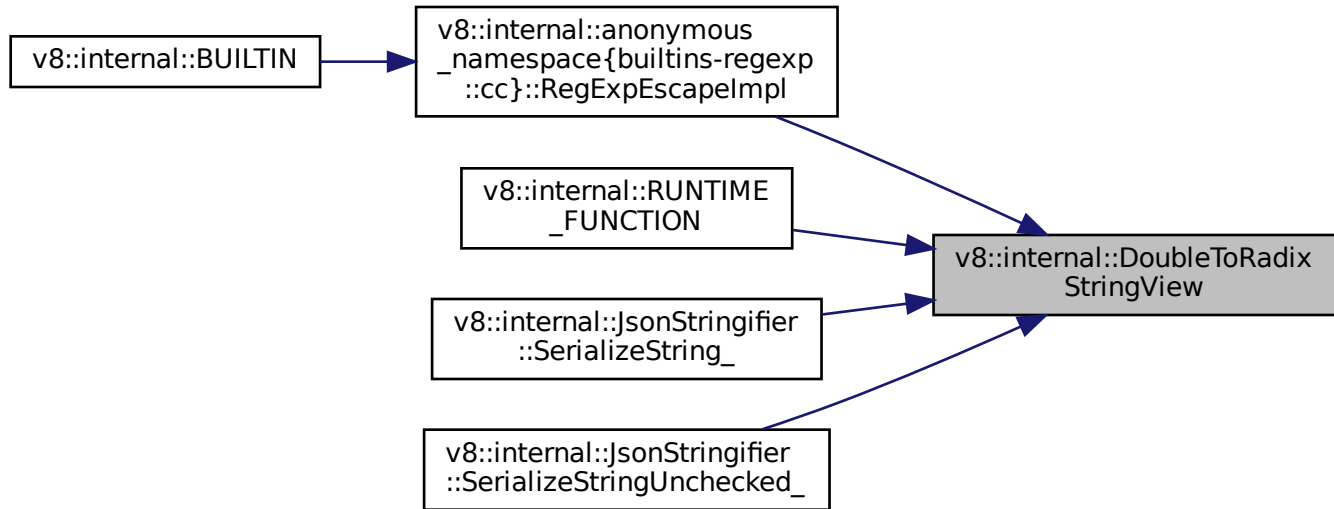 v8::internal::BUILTIN
v8::internal::anonymous
_namespace{builtins-regexp
::cc}::RegExpEscapeImpl
v8::internal::RUNTIME
_FUNCTION
v8::internal::JsonStringifier
::SerializeString_
v8::internal::JsonStringifier
::SerializeStringUnchecked_
v8::internal::DoubleToRadix
StringView